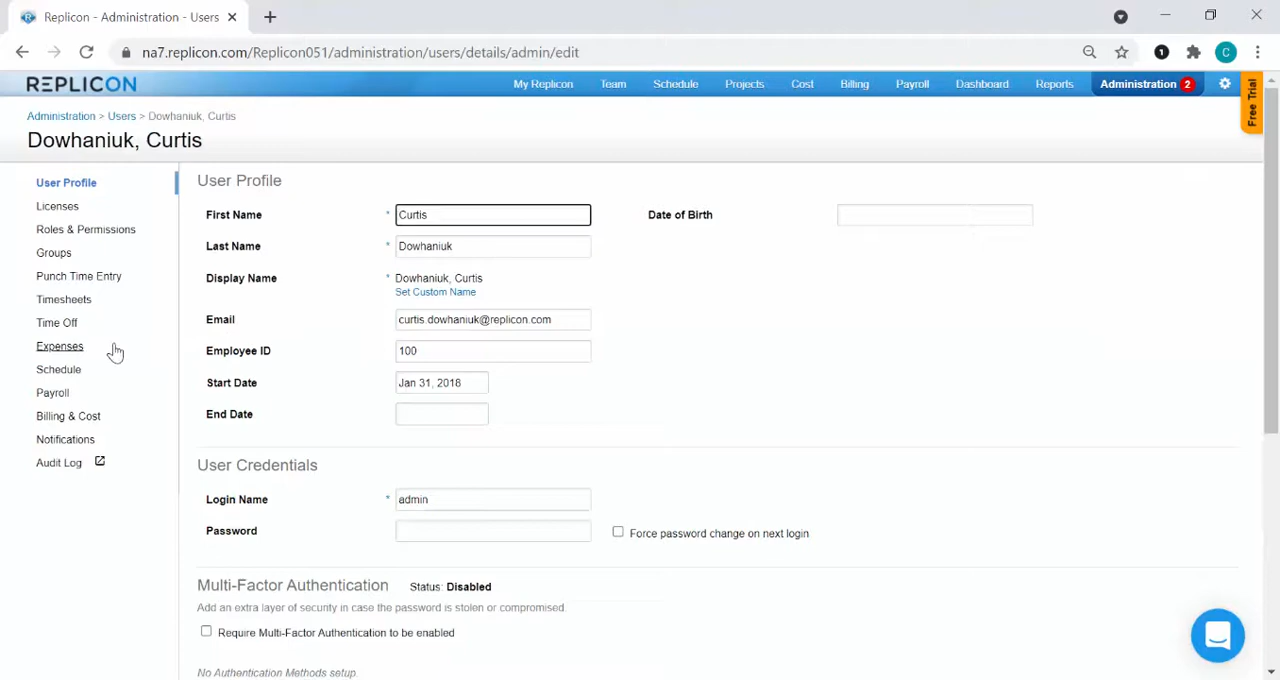 Replicon - Administration - Users
na7.replicon.com/Replicon051/administration/users/details/admin/edit
1
C
REPLICON
My Replicon Team Schedule Projects Cost Billing Payroll Dashboard Reports Administration 2
Free Trial
Administration > Users > Dowhaniuk, Curtis
Dowhaniuk, Curtis
User Profile
Licenses
Roles & Permissions
Groups
Punch Time Entry
Timesheets
Time Off
Expenses
Schedule
Payroll
Billing & Cost
Notifications
Audit Log
User Profile
First Name * Curtis Date of Birth
Last Name * Dowhaniuk
Display Name * Dowhaniuk, Curtis
Set Custom Name
Email curtis.dowhaniuk@replicon.com
Employee ID 100
Start Date Jan 31, 2018
End Date
User Credentials
Login Name * admin
Password Force password change on next login
Multi-Factor Authentication Status: Disabled
Add an extra layer of security in case the password is stolen or compromised.
Require Multi-Factor Authentication to be enabled
No Authentication Methods setup.